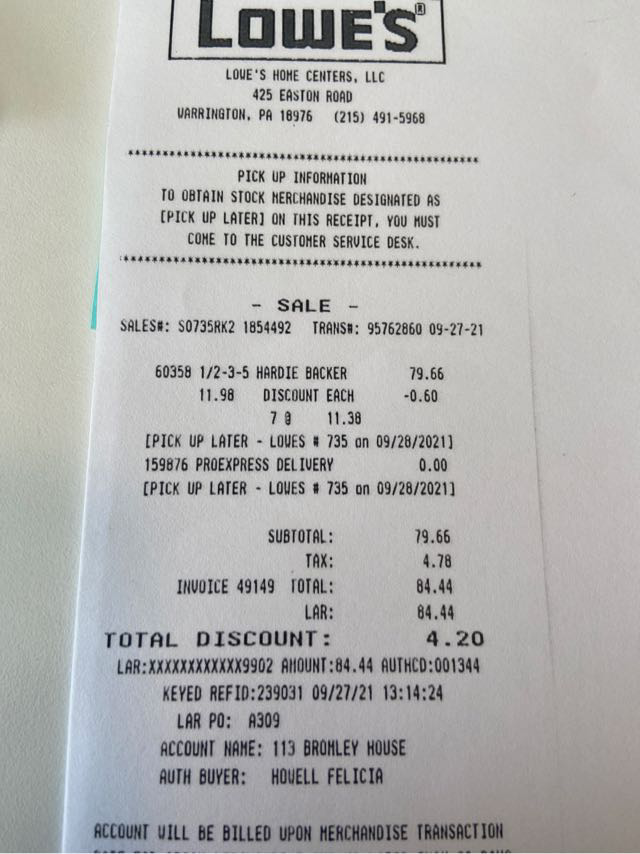 LOWE'S®
LOWE'S HOME CENTERS, LLC
425 EASTON ROAD
WARRINGTON, PA 18976 (215) 491-5968
************************************************
PICK UP INFORMATION
TO OBTAIN STOCK MERCHANDISE DESIGNATED AS
[PICK UP LATER] ON THIS RECEIPT, YOU MUST
COME TO THE CUSTOMER SERVICE DESK.
************************************************
- SALE -
SALES#: S0735RK2 1854492 TRANS#: 95762860 09-27-21
60358 1/2-3-5 HARDIE BACKER 79.66
11.98 DISCOUNT EACH -0.60
7 @ 11.38
[PICK UP LATER - LOWES # 735 on 09/28/2021]
159876 PROEXPRESS DELIVERY 0.00
[PICK UP LATER - LOWES # 735 on 09/28/2021]
SUBTOTAL: 79.66
TAX: 4.78
INVOICE 49149 TOTAL: 84.44
LAR: 84.44
TOTAL DISCOUNT: 4.20
LAR:XXXXXXXXXXXX9902 AMOUNT:84.44 AUTHCD:001344
KEYED REFID:239031 09/27/21 13:14:24
LAR PO: A309
ACCOUNT NAME: 113 BROMLEY HOUSE
AUTH BUYER: HOWELL FELICIA
ACCOUNT WILL BE BILLED UPON MERCHANDISE TRANSACTION